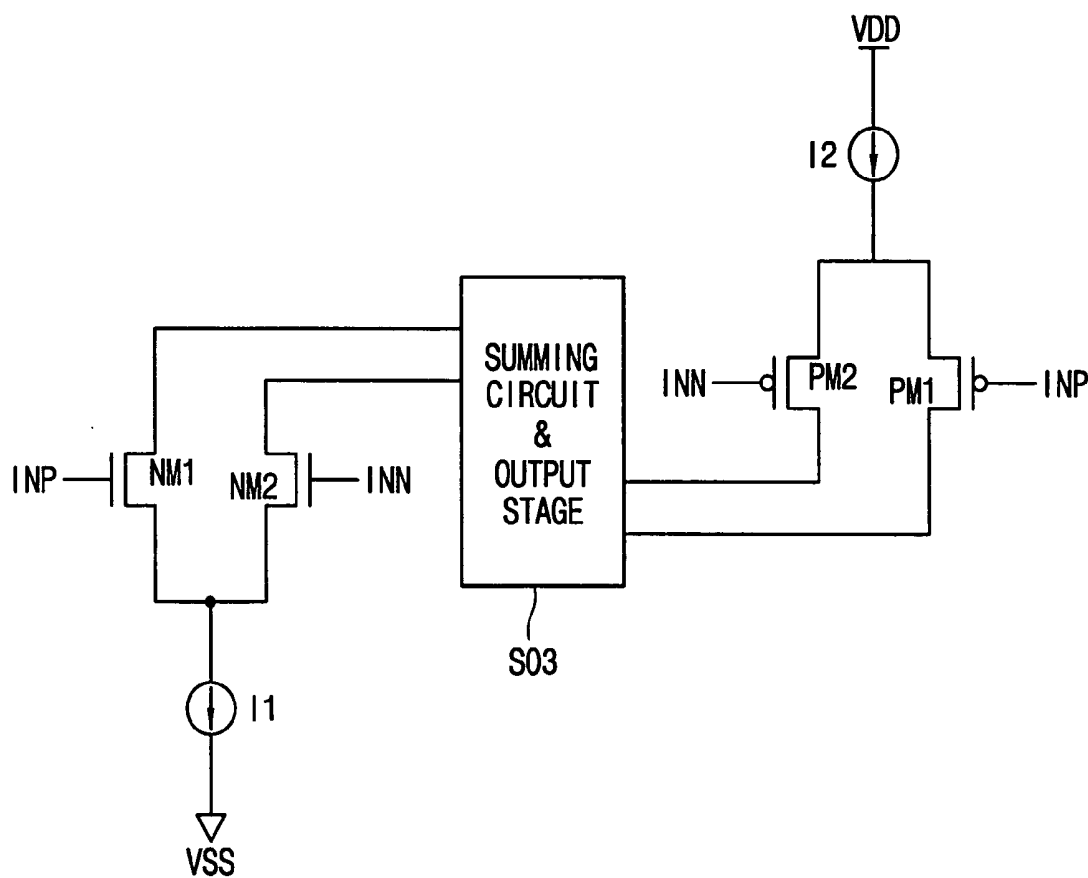 VDD
I2
SUMMING
CIRCUIT
&
OUTPUT
STAGE
INN
PM2
PM1
INP
INP
NM1
NM2
INN
S03
I1
VSS